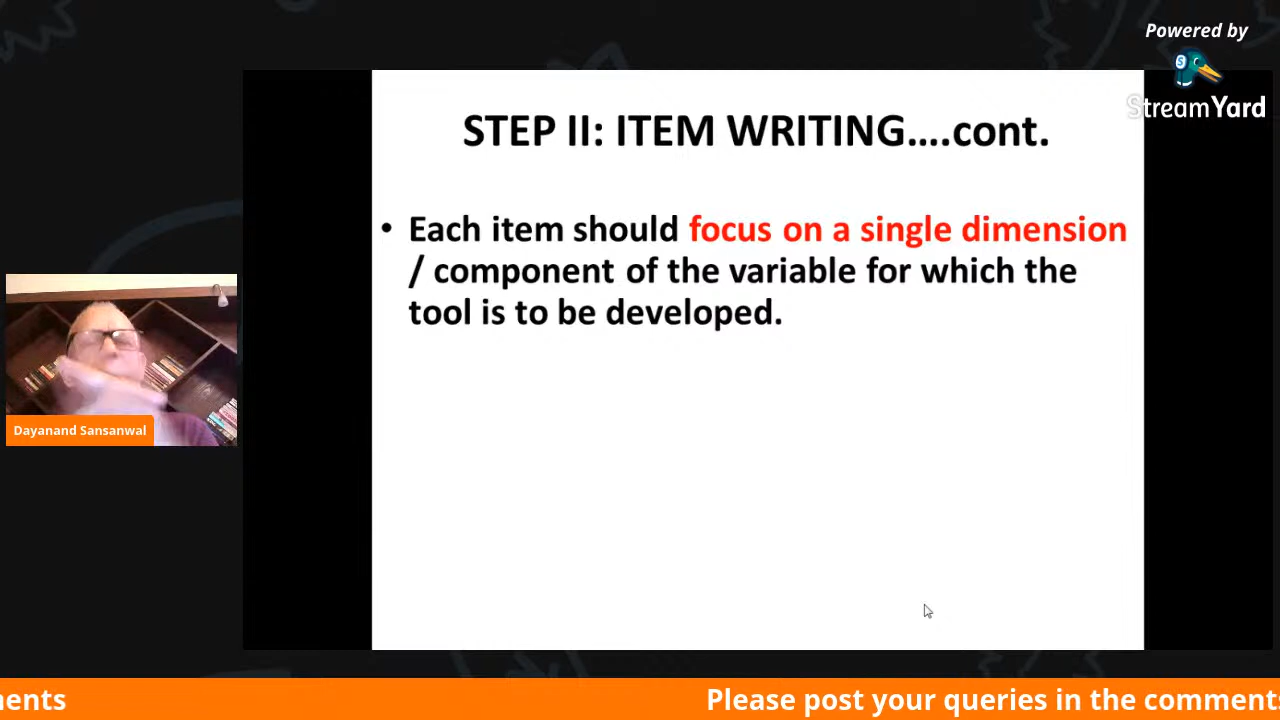 Powered by
StreamYard
STEP II: ITEM WRITING....cont.
• Each item should focus on a single dimension
/ component of the variable for which the
tool is to be developed.
Dayanand Sansanwal
Please post your queries in the comments